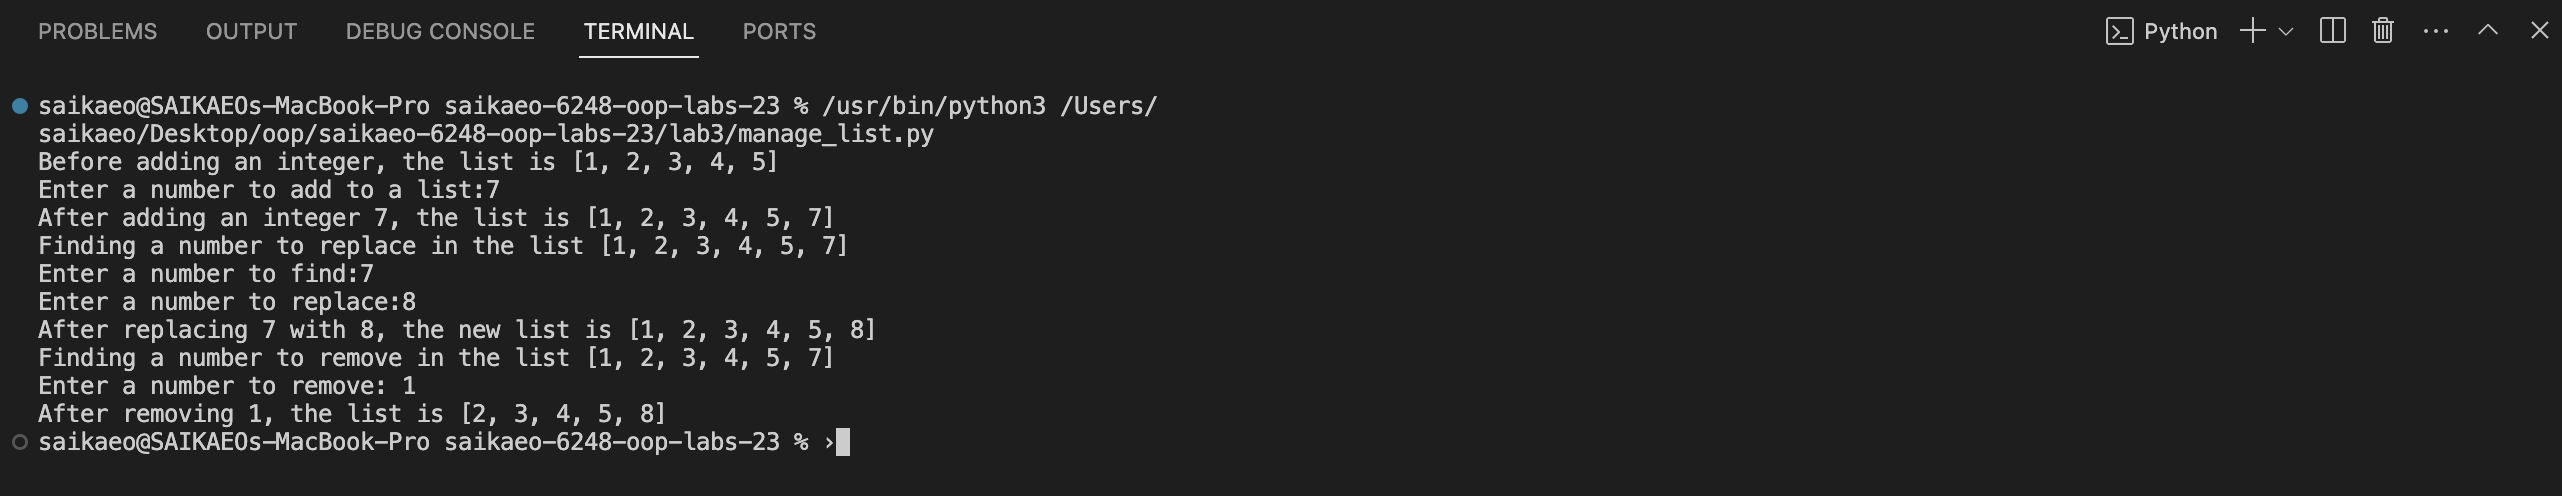 PROBLEMS OUTPUT DEBUG CONSOLE TERMINAL PORTS Python
saikaeo@SAIKAEOs-MacBook-Pro saikaeo-6248-oop-labs-23 % /usr/bin/python3 /Users/
saikaeo/Desktop/oop/saikaeo-6248-oop-labs-23/lab3/manage_list.py
Before adding an integer, the list is [1, 2, 3, 4, 5]
Enter a number to add to a list:7
After adding an integer 7, the list is [1, 2, 3, 4, 5, 7]
Finding a number to replace in the list [1, 2, 3, 4, 5, 7]
Enter a number to find:7
Enter a number to replace:8
After replacing 7 with 8, the new list is [1, 2, 3, 4, 5, 8]
Finding a number to remove in the list [1, 2, 3, 4, 5, 7]
Enter a number to remove: 1
After removing 1, the list is [2, 3, 4, 5, 8]
saikaeo@SAIKAEOs-MacBook-Pro saikaeo-6248-oop-labs-23 % ›